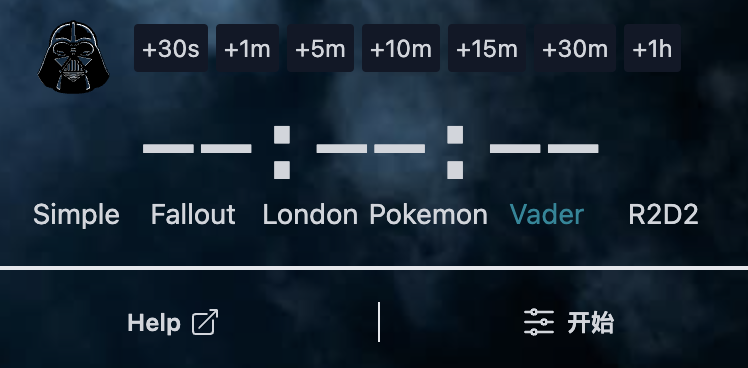 +30s +1m +5m +10m +15m +30m +1h
-- : -- : --
Simple Fallout London Pokemon Vader R2D2
Help 开始